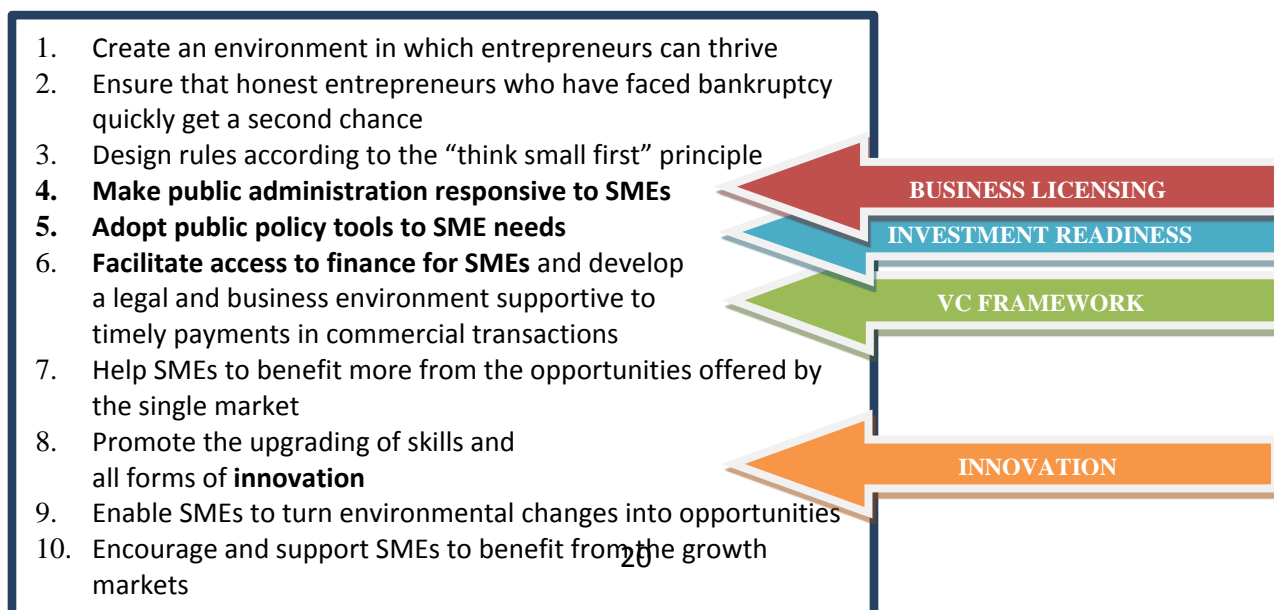 1. Create an environment in which entrepreneurs can thrive
2. Ensure that honest entrepreneurs who have faced bankruptcy
quickly get a second chance
3. Design rules according to the “think small first” principle
4. Make public administration responsive to SMEs
BUSINESS LICENSING
5. Adopt public policy tools to SME needs
INVESTMENT READINESS
6. Facilitate access to finance for SMEs and develop
a legal and business environment supportive to
VC FRAMEWORK
timely payments in commercial transactions
7. Help SMEs to benefit more from the opportunities offered by
the single market
8. Promote the upgrading of skills and
all forms of innovation
INNOVATION
9. Enable SMEs to turn environmental changes into opportunities
10. Encourage and support SMEs to benefit from the growth
markets
20